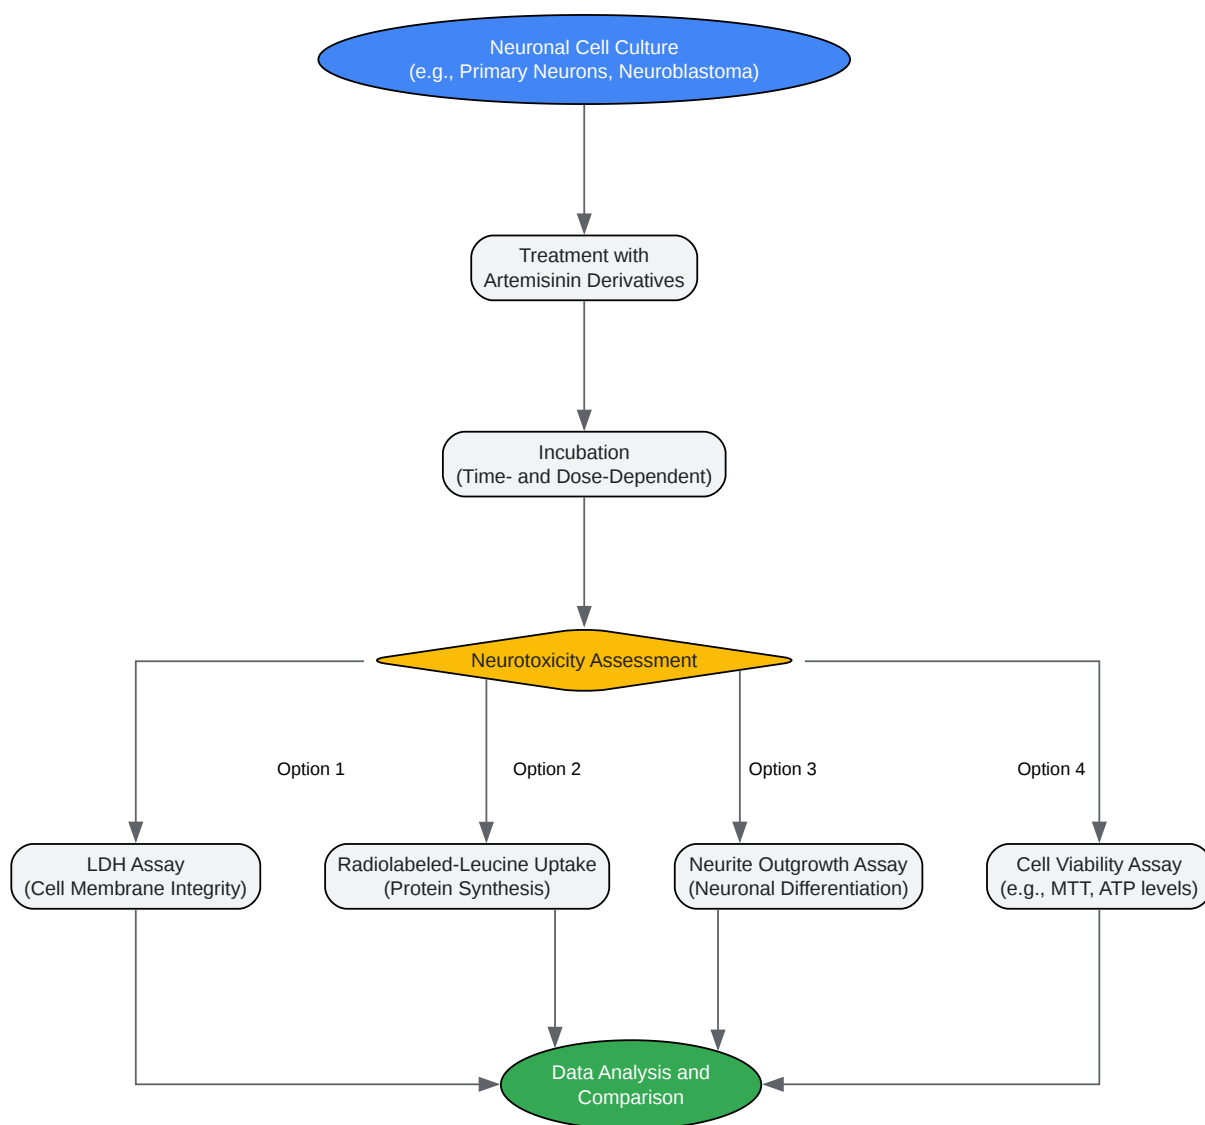 Neuronal Cell Culture
(e.g., Primary Neurons, Neuroblastoma)
Treatment with
Artemisinin Derivatives
Incubation
(Time- and Dose-Dependent)
Neurotoxicity Assessment
Option 1
Option 2
Option 3
Option 4
LDH Assay
(Cell Membrane Integrity)
Radiolabeled-Leucine Uptake
(Protein Synthesis)
Neurite Outgrowth Assay
(Neuronal Differentiation)
Cell Viability Assay
(e.g., MTT, ATP levels)
Data Analysis and
Comparison